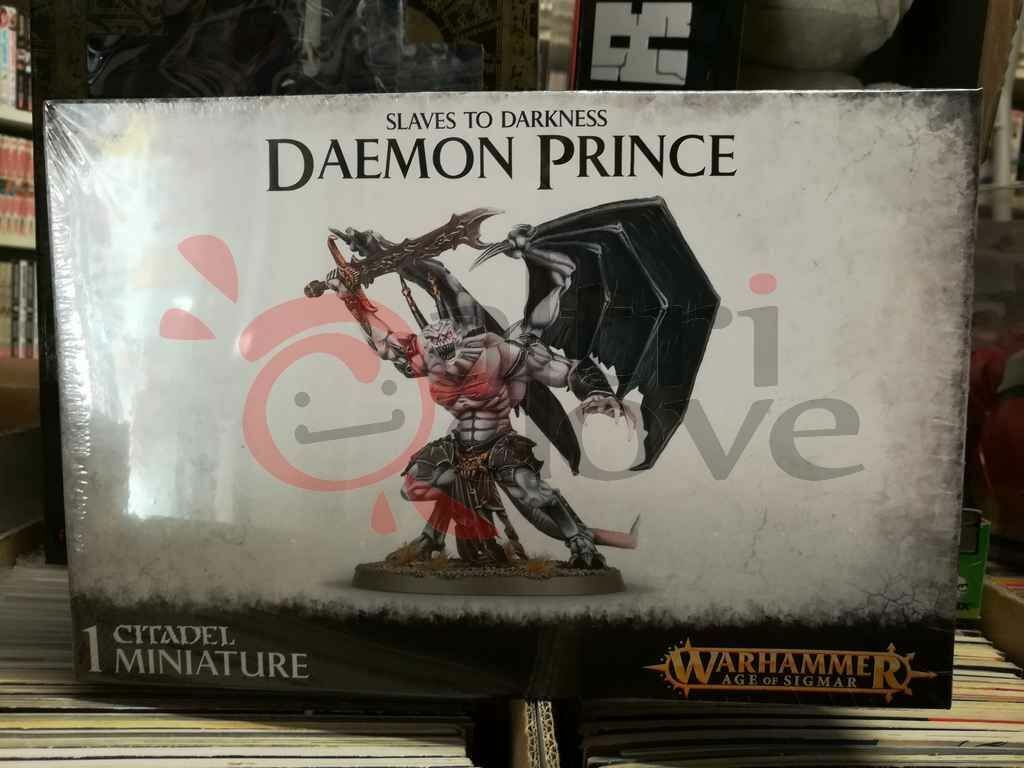 SLAVES TO DARKNESS
DAEMON PRINCE
1 CITADEL
MINIATURE
WARHAMMER
AGE OF SIGMAR